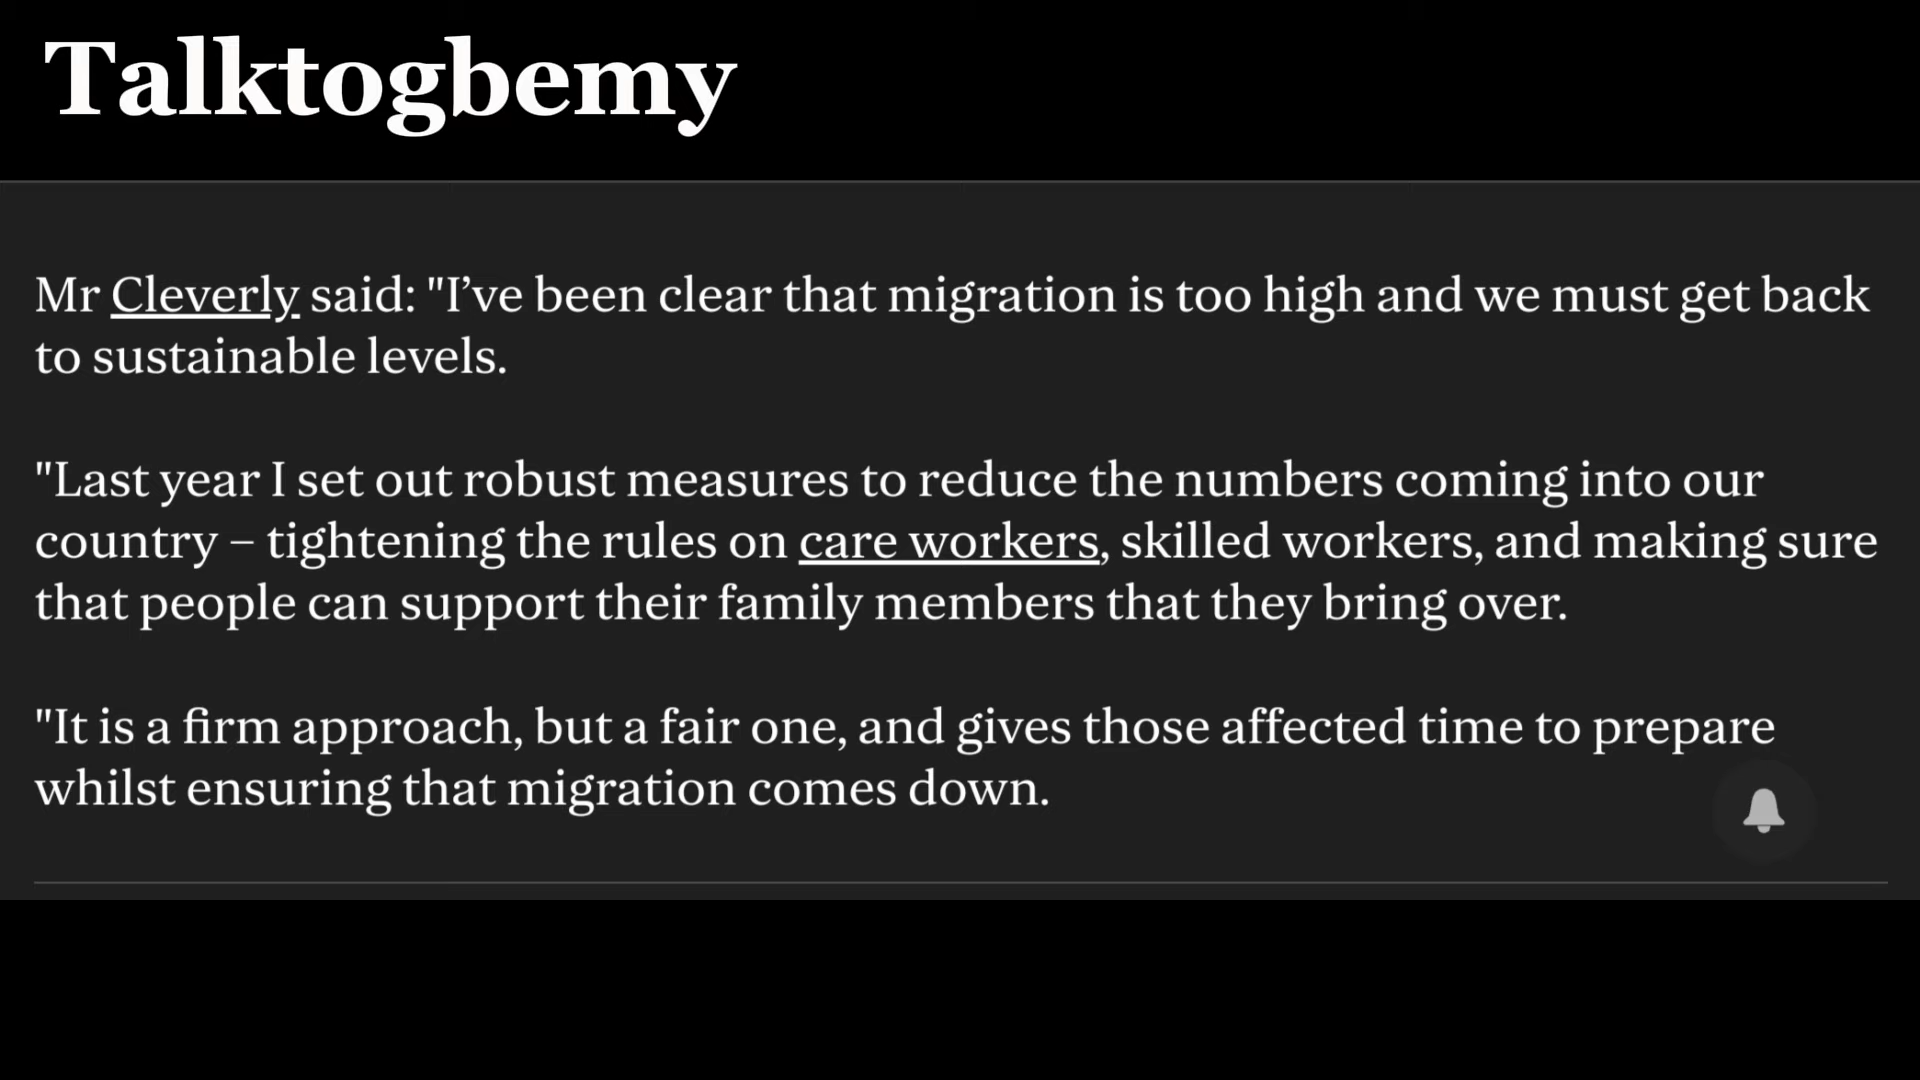 Talktogbemy
Mr Cleverly said: "I’ve been clear that migration is too high and we must get back
to sustainable levels.
"Last year I set out robust measures to reduce the numbers coming into our
country – tightening the rules on care workers, skilled workers, and making sure
that people can support their family members that they bring over.
"It is a firm approach, but a fair one, and gives those affected time to prepare
whilst ensuring that migration comes down.